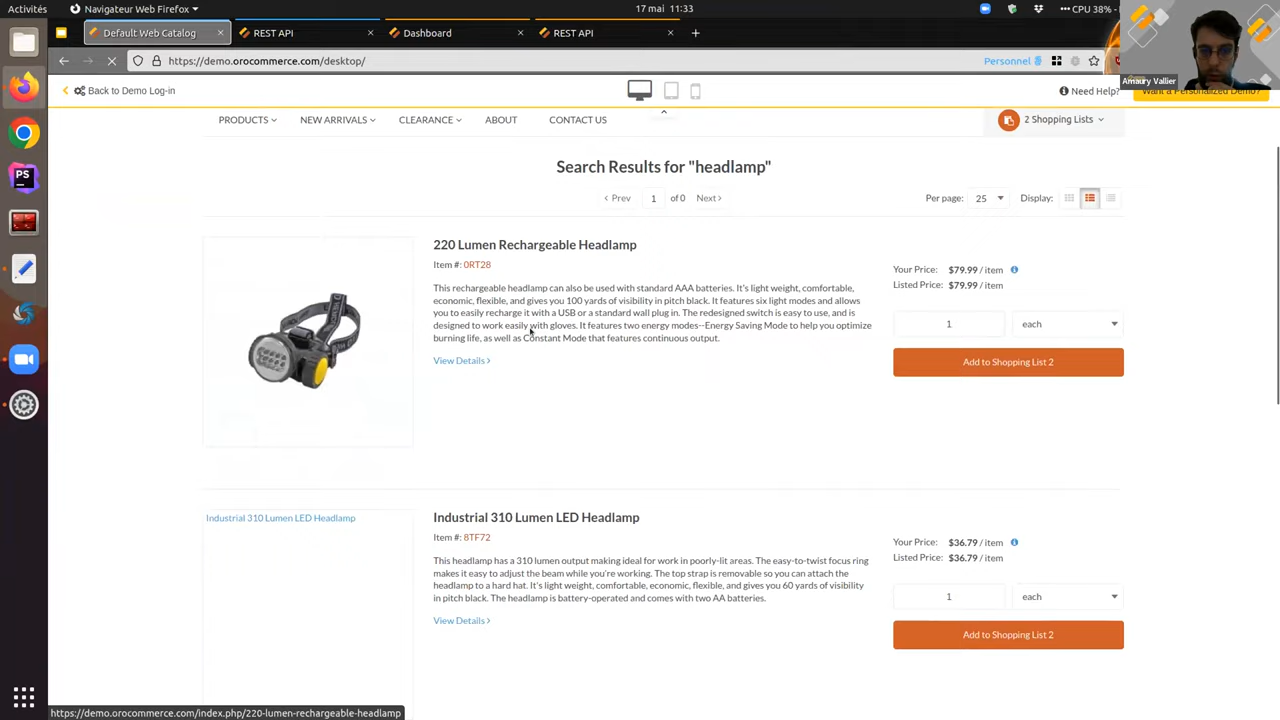 Activités
Navigateur Web Firefox
17 mai 11:33
CPU 38%
Default Web Catalog
REST API
Dashboard
REST API
https://demo.orocommerce.com/desktop/
Personnel
Amaury Vallier
Back to Demo Log-in
Need Help?
Want a Personalized Demo?
PRODUCTS
NEW ARRIVALS
CLEARANCE
ABOUT
CONTACT US
2 Shopping Lists
Search Results for "headlamp"
Prev 1 of 0 Next
Per page: 25
Display:
220 Lumen Rechargeable Headlamp
Item #: 0RT28
This rechargeable headlamp can also be used with standard AAA batteries. It's light weight, comfortable,
economic, flexible, and gives you 100 yards of visibility in pitch black. It features six light modes and allows
you to easily recharge it with a USB or a standard wall plug in. The redesigned switch is easy to use, and is
designed to work easily with gloves. It features two energy modes--Energy Saving Mode to help you optimize
burning life, as well as Constant Mode that features continuous output.
View Details
Your Price: $79.99 / item
Listed Price: $79.99 / item
1 each
Add to Shopping List 2
Industrial 310 Lumen LED Headlamp
Industrial 310 Lumen LED Headlamp
Item #: 8TF72
This headlamp has a 310 lumen output making ideal for work in poorly-lit areas. The easy-to-twist focus ring
makes it easy to adjust the beam while you're working. The top strap is removable so you can attach the
headlamp to a hard hat. It's light weight, comfortable, economic, flexible, and gives you 60 yards of visibility
in pitch black. The headlamp is battery-operated and comes with two AA batteries.
View Details
Your Price: $36.79 / item
Listed Price: $36.79 / item
1 each
Add to Shopping List 2
https://demo.orocommerce.com/index.php/220-lumen-rechargeable-headlamp
PS